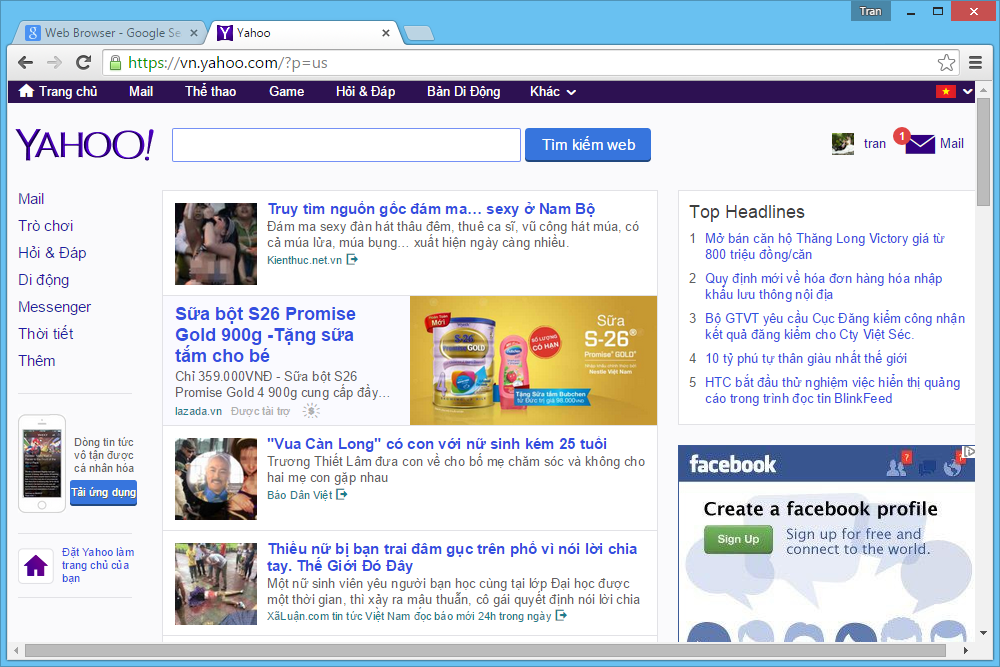 Tran
Web Browser - Google Se
Yahoo
https://vn.yahoo.com/?p=us
Trang chủ
Mail
Thể thao
Game
Hỏi & Đáp
Bản Di Động
Khác
YAHOO!
Tìm kiếm web
tran
1
Mail
Mail
Trò chơi
Hỏi & Đáp
Di động
Messenger
Thời tiết
Thêm
Dòng tin tức
vô tận được
cá nhân hóa
Tải ứng dụng
Đặt Yahoo làm
trang chủ của
bạn
Truy tìm nguồn gốc đám ma… sexy ở Nam Bộ
Đám ma sexy đàn hát thâu đêm, thuê ca sĩ, vũ công hát múa, có
cả múa lửa, múa bụng… xuất hiện ngày càng nhiều.
Kienthuc.net.vn
Sữa bột S26 Promise
Gold 900g -Tặng sữa
tắm cho bé
Chỉ 359.000VNĐ - Sữa bột S26
Promise Gold 4 900g cung cấp đầy…
lazada.vn Được tài trợ
Mới
S-26
GOLD
SỐ LƯỢNG
CÓ HẠN
Sữa
S-26®
Promise® GOLD*
Nestle Việt Nam
Tặng Sữa tắm Bubchen
"Vua Càn Long" có con với nữ sinh kém 25 tuổi
Trương Thiết Lâm đưa con về cho bố mẹ chăm sóc và không cho
hai mẹ con gặp nhau
Báo Dân Việt
Thiếu nữ bị bạn trai đâm gục trên phố vì nói lời chia
tay. Thế Giới Đó Đây
Một nữ sinh viên yêu người bạn học cùng tại lớp Đại học được
một thời gian, thì xảy ra mâu thuẫn, cô gái quyết định nói lời chia
XãLuận.com tin tức Việt Nam đọc báo mới 24h trong ngày
Top Headlines
1 Mở bán căn hộ Thăng Long Victory giá từ
800 triệu đồng/căn
2 Quy định mới về hóa đơn hàng hóa nhập
khẩu lưu thông nội địa
3 Bộ GTVT yêu cầu Cục Đăng kiểm công nhận
kết quả đăng kiểm cho Cty Việt Séc.
4 10 tỷ phú tự thân giàu nhất thế giới
5 HTC bắt đầu thử nghiệm việc hiển thị quảng
cáo trong trình đọc tin BlinkFeed
facebook
?
?
Create a facebook profile
Sign Up
Sign up for free and
connect to the world.